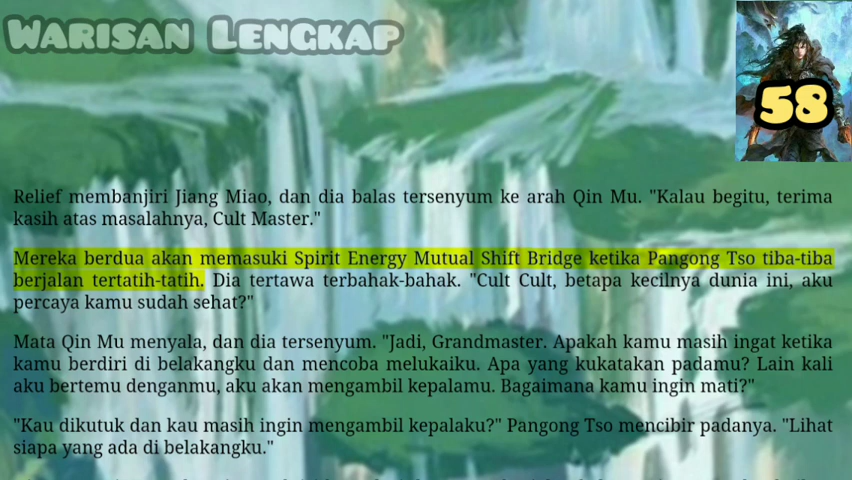 Warisan Lengkap
58
Relief membanjiri Jiang Miao, dan dia balas tersenyum ke arah Qin Mu. "Kalau begitu, terima
kasih atas masalahnya, Cult Master."
Mereka berdua akan memasuki Spirit Energy Mutual Shift Bridge ketika Pangong Tso tiba-tiba
berjalan tertatih-tatih. Dia tertawa terbahak-bahak. "Cult Cult, betapa kecilnya dunia ini, aku
percaya kamu sudah sehat?"
Mata Qin Mu menyala, dan dia tersenyum. "Jadi, Grandmaster. Apakah kamu masih ingat ketika
kamu berdiri di belakangku dan mencoba melukaiku. Apa yang kukatakan padamu? Lain kali
aku bertemu denganmu, aku akan mengambil kepalamu. Bagaimana kamu ingin mati?"
"Kau dikutuk dan kau masih ingin mengambil kepalaku?" Pangong Tso mencibir padanya. "Lihat
siapa yang ada di belakangku."